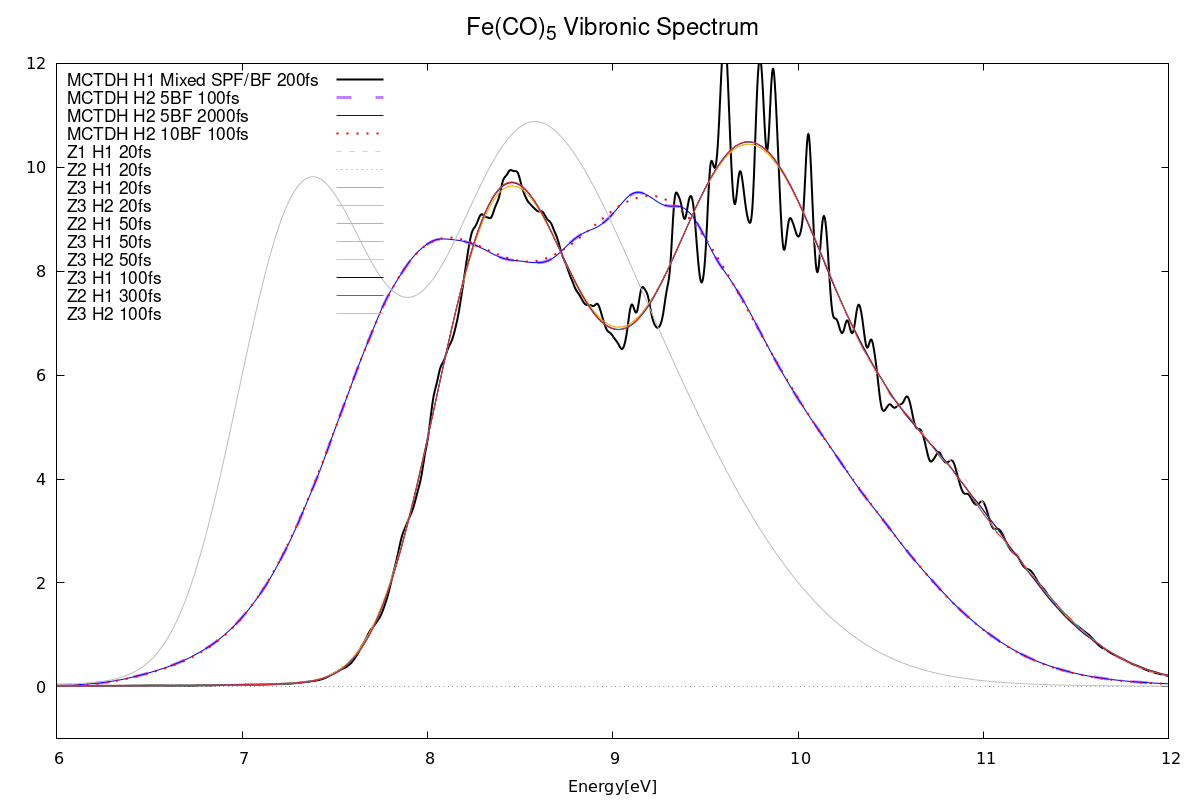 Fe(CO)5 Vibronic Spectrum
MCTDH H1 Mixed SPF/BF 200fs
MCTDH H2 5BF 100fs
MCTDH H2 5BF 2000fs
MCTDH H2 10BF 100fs
Z1 H1 20fs
Z2 H1 20fs
Z3 H1 20fs
Z3 H2 20fs
Z2 H1 50fs
Z3 H1 50fs
Z3 H2 50fs
Z3 H1 100fs
Z2 H1 300fs
Z3 H2 100fs
12
10
8
6
4
2
0
6 7 8 9 10 11 12
Energy[eV]